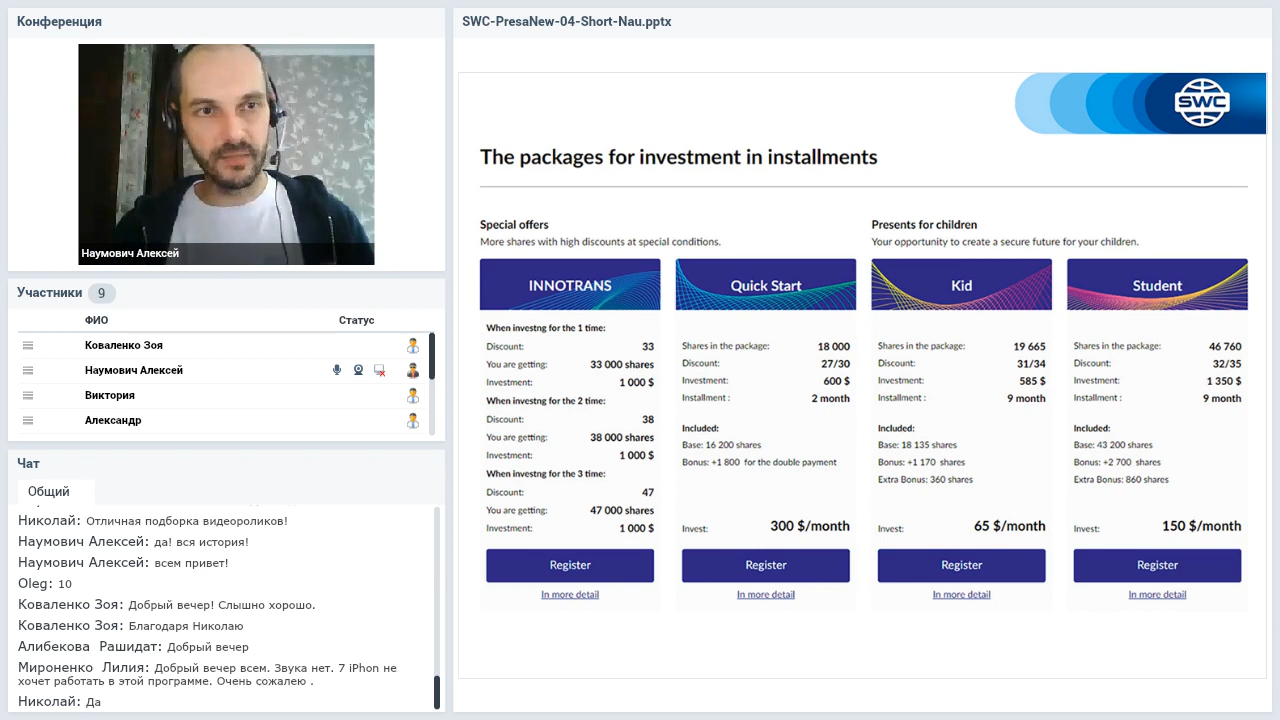 Конференция
Наумович Алексей
Участники 9
ФИО Статус
Коваленко Зоя
Наумович Алексей
Виктория
Александр
Чат
Общий
Николай: Отличная подборка видеороликов!
Наумович Алексей: да! вся история!
Наумович Алексей: всем привет!
Oleg: 10
Коваленко Зоя: Добрый вечер! Слышно хорошо.
Коваленко Зоя: Благодаря Николаю
Алибекова Рашидат: Добрый вечер
Мироненко Лилия: Добрый вечер всем. Звука нет. 7 iPhon не
хочет работать в этой программе. Очень сожалею .
Николай: Да
SWC-PresaNew-04-Short-Nau.pptx
SWC
The packages for investment in installments
Special offers
More shares with high discounts at special conditions.
Presents for children
Your opportunity to create a secure future for your children.
INNOTRANS
When investng for the 1 time:
Discount: 33
You are getting: 33 000 shares
Investment: 1 000 $
When investng for the 2 time:
Discount: 38
You are getting: 38 000 shares
Investment: 1 000 $
When investng for the 3 time:
Discount: 47
You are getting: 47 000 shares
Investment: 1 000 $
Register
In more detail
Quick Start
Shares in the package: 18 000
Discount: 27/30
Investment: 600 $
Installment : 2 month
Included:
Base: 16 200 shares
Bonus: +1 800 for the double payment
Invest: 300 $/month
Register
In more detail
Kid
Shares in the package: 19 665
Discount: 31/34
Investment: 585 $
Installment : 9 month
Included:
Base: 18 135 shares
Bonus: +1 170 shares
Extra Bonus: 360 shares
Invest: 65 $/month
Register
In more detail
Student
Shares in the package: 46 760
Discount: 32/35
Investment: 1 350 $
Installment : 9 month
Included:
Base: 43 200 shares
Bonus: +2 700 shares
Extra Bonus: 860 shares
Invest: 150 $/month
Register
In more detail